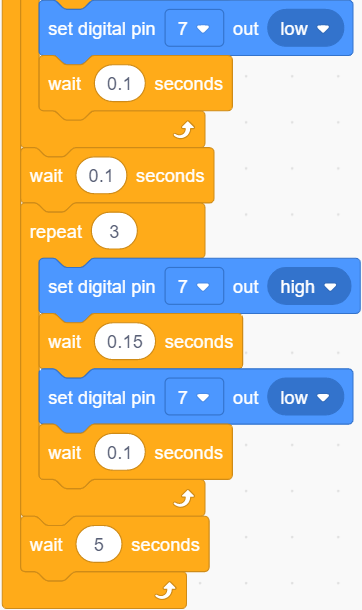 set digital pin 7 out low
wait 0.1 seconds
wait 0.1 seconds
repeat 3
set digital pin 7 out high
wait 0.15 seconds
set digital pin 7 out low
wait 0.1 seconds
wait 5 seconds